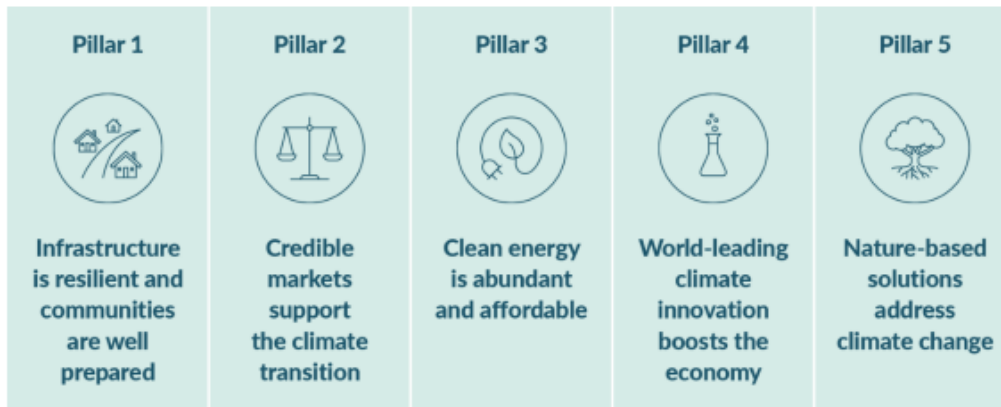 Pillar 1
Infrastructure
is resilient and
communities
are well
prepared
Pillar 2
Credible
markets
support
the climate
transition
Pillar 3
Clean energy
is abundant
and affordable
Pillar 4
World-leading
climate
innovation
boosts the
economy
Pillar 5
Nature-based
solutions
address
climate change